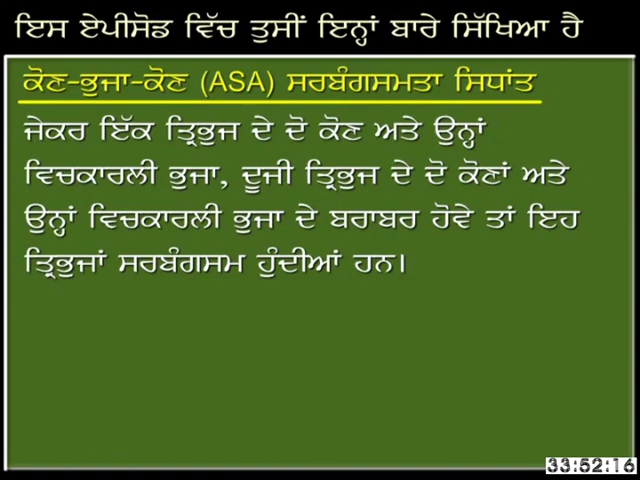 ਇਸ ਏਪੀਸੋਡ ਵਿੱਚ ਤੁਸੀਂ ਇਨ੍ਹਾਂ ਬਾਰੇ ਸਿੱਖਿਆ ਹੈ
ਕੋਣ-ਭੁਜਾ-ਕੋਣ (ASA) ਸਰਬੰਗਸਮਤਾ ਸਿਧਾਂਤ
ਜੇਕਰ ਇੱਕ ਤ੍ਰਿਭੁਜ ਦੇ ਦੋ ਕੋਣ ਅਤੇ ਉਨ੍ਹਾਂ
ਵਿਚਕਾਰਲੀ ਭੁਜਾ, ਦੂਜੀ ਤ੍ਰਿਭੁਜ ਦੇ ਦੋ ਕੋਣਾਂ ਅਤੇ
ਉਨ੍ਹਾਂ ਵਿਚਕਾਰਲੀ ਭੁਜਾ ਦੇ ਬਰਾਬਰ ਹੋਵੇ ਤਾਂ ਇਹ
ਤ੍ਰਿਭੁਜਾਂ ਸਰਬੰਗਸਮ ਹੁੰਦੀਆਂ ਹਨ।
33:52:16